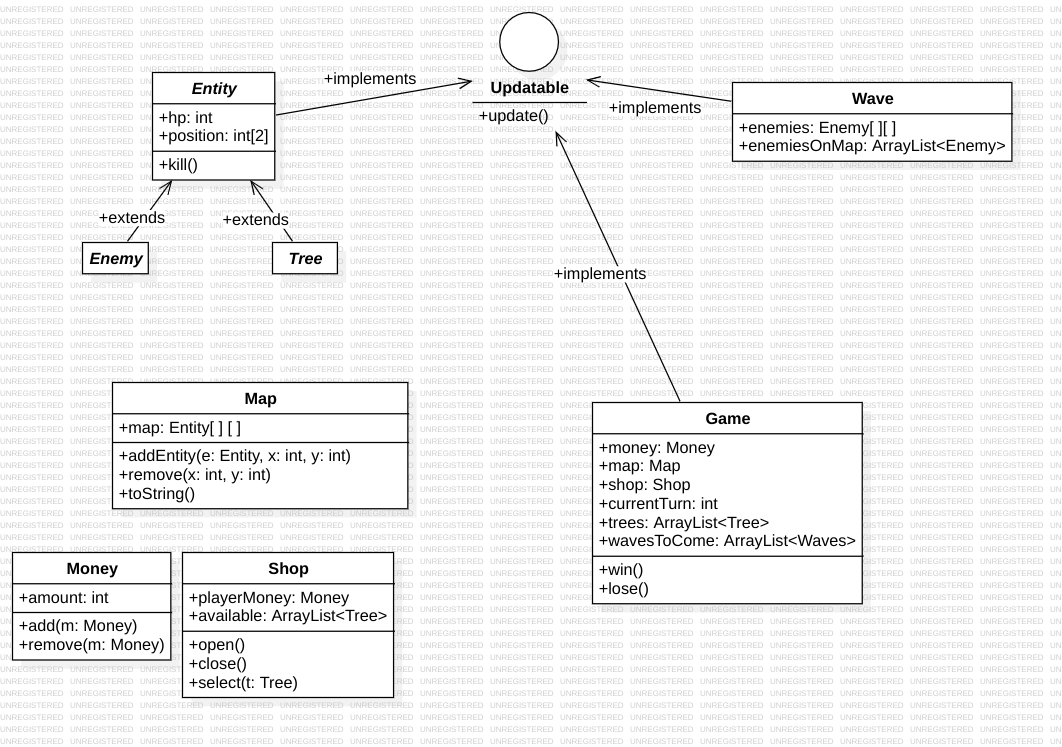 +implements
Entity
+hp: int
+position: int[2]
+kill()
+extends
+extends
Enemy
Tree
Updatable
+update()
+implements
Wave
+enemies: Enemy[ ][ ]
+enemiesOnMap: ArrayList<Enemy>
+implements
Map
+map: Entity[ ] [ ]
+addEntity(e: Entity, x: int, y: int)
+remove(x: int, y: int)
+toString()
Game
+money: Money
+map: Map
+shop: Shop
+currentTurn: int
+trees: ArrayList<Tree>
+wavesToCome: ArrayList<Waves>
+win()
+lose()
Money
+amount: int
+add(m: Money)
+remove(m: Money)
Shop
+playerMoney: Money
+available: ArrayList<Tree>
+open()
+close()
+select(t: Tree)
UNREGISTERED